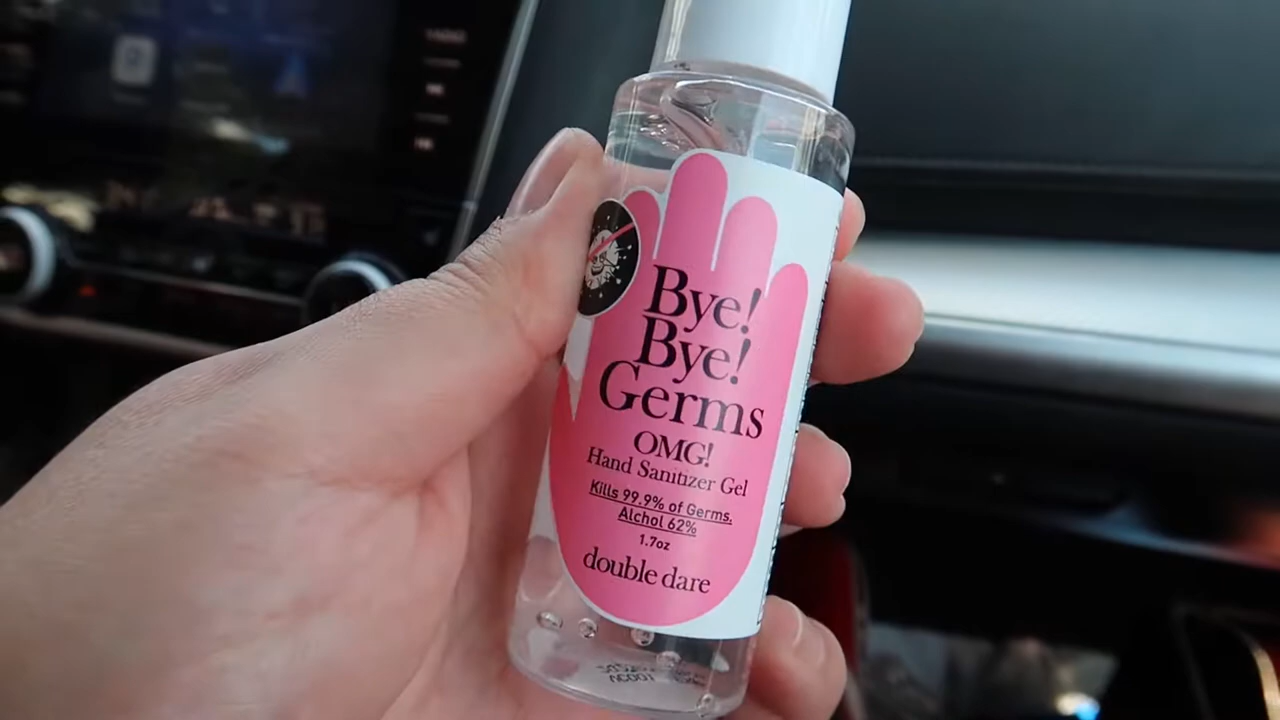 Bye!
Bye!
Germs
OMG!
Hand Sanitizer Gel
Kills 99.9% of Germs.
Alchol 62%
1.7oz
double dare